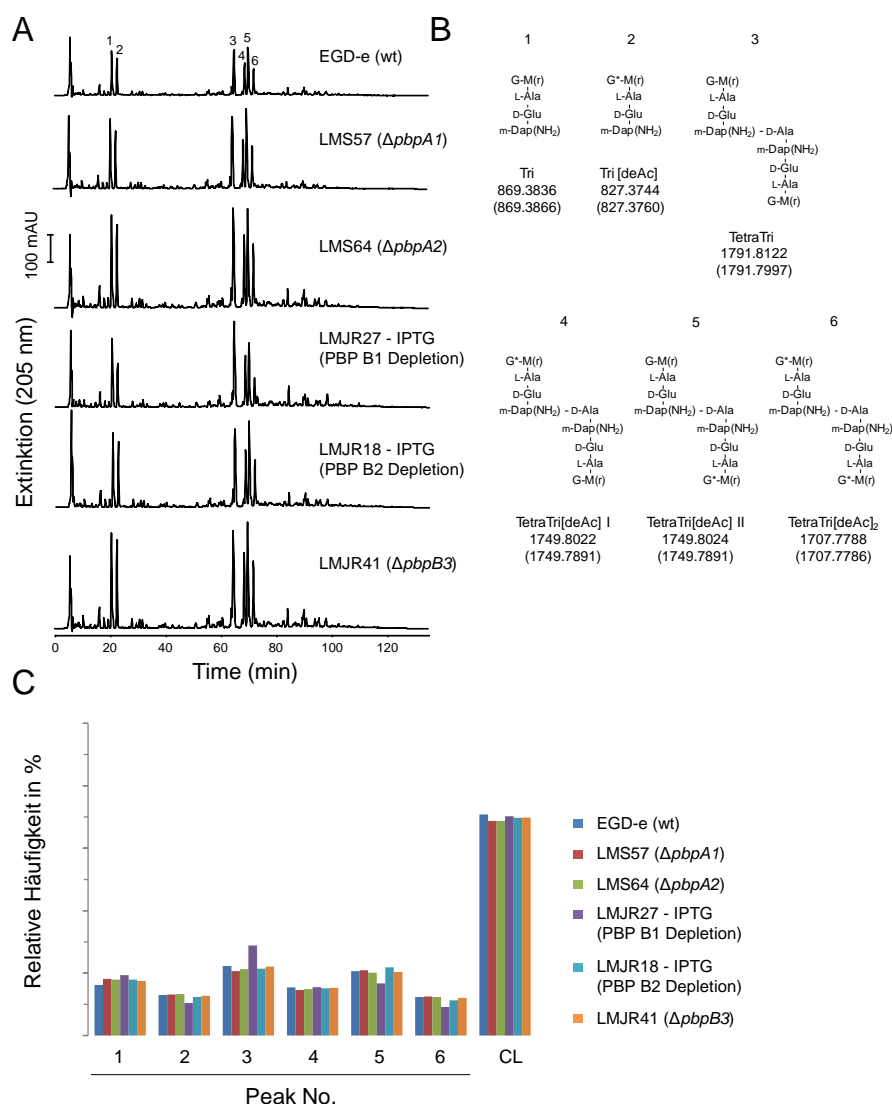 A
1
2
3
4
5
6
EGD-e (wt)
LMS57 (ΔpbpA1)
LMS64 (ΔpbpA2)
LMJR27 - IPTG
(PBP B1 Depletion)
LMJR18 - IPTG
(PBP B2 Depletion)
LMJR41 (ΔpbpB3)
100 mAU
Extinktion (205 nm)
0 20 40 60 80 100 120
Time (min)
B
1
G-M(r)
L-Ala
D-Glu
m-Dap(NH2)
Tri
869.3836
(869.3866)
2
G*-M(r)
L-Ala
D-Glu
m-Dap(NH2)
Tri [deAc]
827.3744
(827.3760)
3
G-M(r)
L-Ala
D-Glu
m-Dap(NH2) - D-Ala
m-Dap(NH2)
D-Glu
L-Ala
G-M(r)
TetraTri
1791.8122
(1791.7997)
4
G*-M(r)
L-Ala
D-Glu
m-Dap(NH2) - D-Ala
m-Dap(NH2)
D-Glu
L-Ala
G-M(r)
TetraTri[deAc] I
1749.8022
(1749.7891)
5
G-M(r)
L-Ala
D-Glu
m-Dap(NH2) - D-Ala
m-Dap(NH2)
D-Glu
L-Ala
G*-M(r)
TetraTri[deAc] II
1749.8024
(1749.7891)
6
G*-M(r)
L-Ala
D-Glu
m-Dap(NH2) - D-Ala
m-Dap(NH2)
D-Glu
L-Ala
G*-M(r)
TetraTri[deAc]2
1707.7788
(1707.7786)
C
Relative Häufigkeit in %
1 2 3 4 5 6 CL
Peak No.
EGD-e (wt)
LMS57 (ΔpbpA1)
LMS64 (ΔpbpA2)
LMJR27 - IPTG
(PBP B1 Depletion)
LMJR18 - IPTG
(PBP B2 Depletion)
LMJR41 (ΔpbpB3)